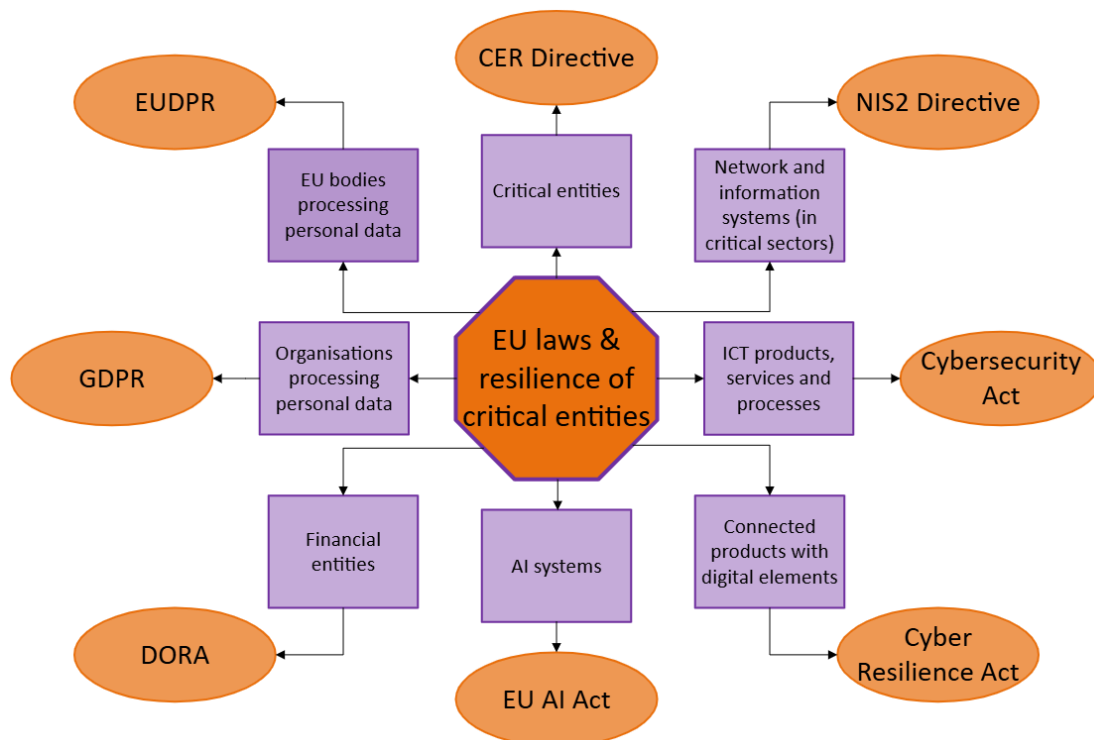 CER Directive
EUDPR
NIS2 Directive
EU bodies
processing
personal data
Critical entities
Network and
information
systems (in
critical sectors)
EU laws &
resilience of
critical entities
GDPR
Organisations
processing
personal data
ICT products,
services and
processes
Cybersecurity
Act
Financial
entities
AI systems
Connected
products with
digital elements
DORA
EU AI Act
Cyber
Resilience Act